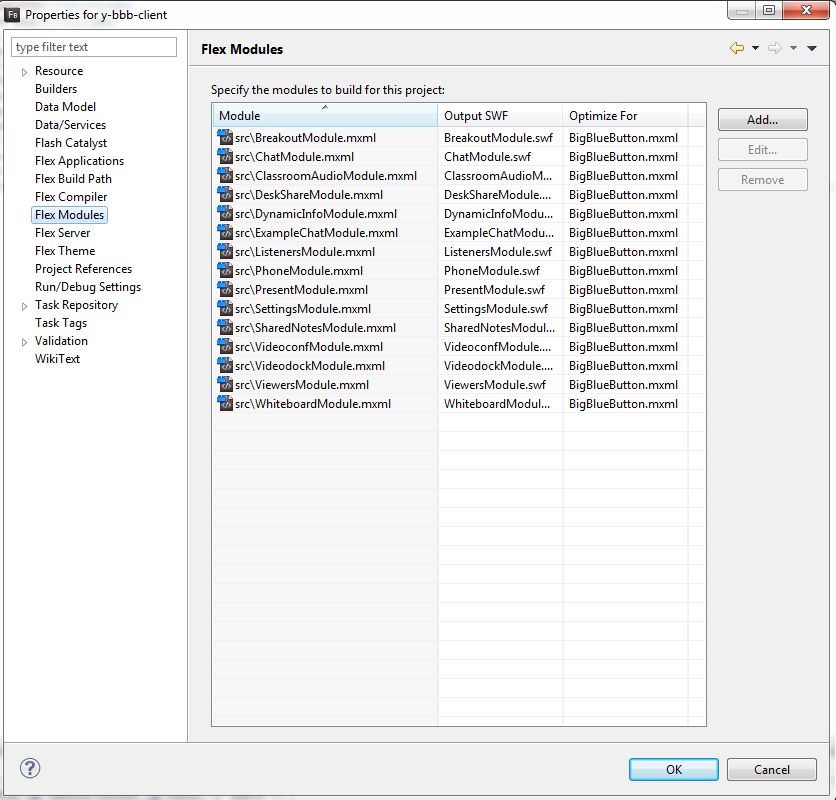 Fb Properties for y-bbb-client
type filter text
Flex Modules
Resource
Builders
Data Model
Data/Services
Flash Catalyst
Flex Applications
Flex Build Path
Flex Compiler
Flex Modules
Flex Server
Flex Theme
Project References
Run/Debug Settings
Task Repository
Task Tags
Validation
WikiText
Specify the modules to build for this project:
Module Output SWF Optimize For
src\BreakoutModule.mxml BreakoutModule.swf BigBlueButton.mxml
src\ChatModule.mxml ChatModule.swf BigBlueButton.mxml
src\ClassroomAudioModule.mxml ClassroomAudioM... BigBlueButton.mxml
src\DeskShareModule.mxml DeskShareModule.... BigBlueButton.mxml
src\DynamicInfoModule.mxml DynamicInfoModu... BigBlueButton.mxml
src\ExampleChatModule.mxml ExampleChatModu... BigBlueButton.mxml
src\ListenersModule.mxml ListenersModule.swf BigBlueButton.mxml
src\PhoneModule.mxml PhoneModule.swf BigBlueButton.mxml
src\PresentModule.mxml PresentModule.swf BigBlueButton.mxml
src\SettingsModule.mxml SettingsModule.swf BigBlueButton.mxml
src\SharedNotesModule.mxml SharedNotesModul... BigBlueButton.mxml
src\VideoconfModule.mxml VideoconfModule.... BigBlueButton.mxml
src\VideodockModule.mxml VideodockModule.... BigBlueButton.mxml
src\ViewersModule.mxml ViewersModule.swf BigBlueButton.mxml
src\WhiteboardModule.mxml WhiteboardModul... BigBlueButton.mxml
Add...
Edit...
Remove
?
OK Cancel